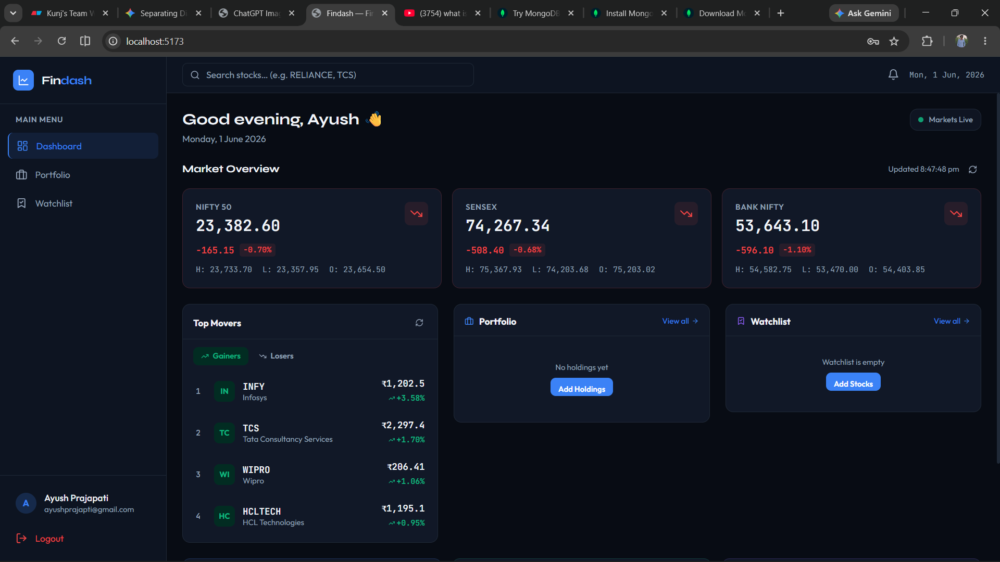 Kunj's Team W
Separating Di
ChatGPT Imag
Findash — Fir
(3754) what is
Try MongoDB
Install Mongo
Download Mo
Ask Gemini
localhost:5173
Findash
Search stocks... (e.g. RELIANCE, TCS)
Mon, 1 Jun, 2026
MAIN MENU
Dashboard
Portfolio
Watchlist
Good evening, Ayush 👋
Monday, 1 June 2026
Markets Live
Market Overview
Updated 8:47:48 pm
NIFTY 50
23,382.60
-165.15 -0.70%
H: 23,733.70 L: 23,357.95 O: 23,654.50
SENSEX
74,267.34
-508.40 -0.68%
H: 75,367.93 L: 74,203.68 O: 75,203.02
BANK NIFTY
53,643.10
-596.10 -1.10%
H: 54,582.75 L: 53,470.00 O: 54,403.85
Top Movers
Gainers Losers
1 IN INFY ₹1,202.5
Infosys +3.58%
2 TC TCS ₹2,297.4
Tata Consultancy Services +1.70%
3 WI WIPRO ₹206.41
Wipro +1.06%
4 HC HCLTECH ₹1,195.1
HCL Technologies +0.95%
Portfolio View all →
No holdings yet
Add Holdings
Watchlist View all →
Watchlist is empty
Add Stocks
A Ayush Prajapati
ayushprajapti@gmail.com
Logout